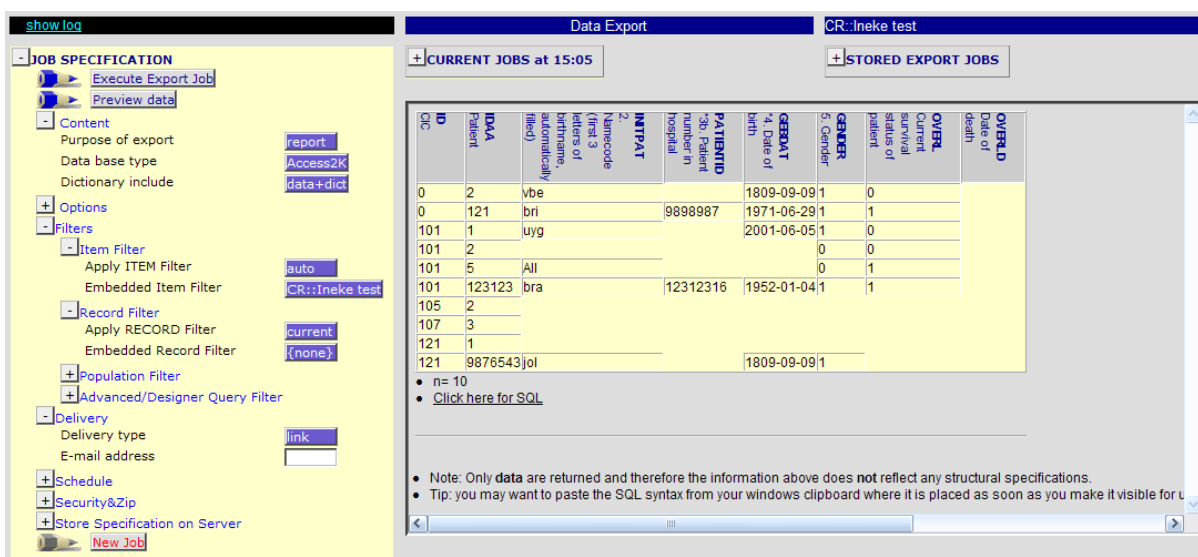 show log
Data Export
CR::Ineke test
- JOB SPECIFICATION
Execute Export Job
Preview data
- Content
Purpose of export report
Data base type Access2K
Dictionary include data+dict
+ Options
- Filters
- Item Filter
Apply ITEM Filter auto
Embedded Item Filter CR::Ineke test
- Record Filter
Apply RECORD Filter current
Embedded Record Filter {none}
+ Population Filter
+ Advanced/Designer Query Filter
- Delivery
Delivery type link
E-mail address
+ Schedule
+ Security&Zip
+ Store Specification on Server
New Job
+ CURRENT JOBS at 15:05
+ STORED EXPORT JOBS
ID
CIC
IDAA
Patient
INITPAT
2.
Namecode
(first 3
letters of
birthname,
automatically
filled)
PATIENTID
*3b. Patient
number in
hospital
GEBDAT
*4. Date of
birth
GENDER
5. Gender
OVERL
Current
survival
status of
patient
OVERLD
Date of
death
0 2 vbe 1809-09-09 1 0
0 121 bri 9898987 1971-06-29 1 1
101 1 uyg 2001-06-05 1 0
101 2 0 0
101 5 All 0 1
101 123123 bra 12312316 1952-01-04 1 1
105 2
107 3
121 1
121 9876543 jol 1809-09-09 1
• n= 10
• Click here for SQL
• Note: Only data are returned and therefore the information above does not reflect any structural specifications.
• Tip: you may want to paste the SQL syntax from your windows clipboard where it is placed as soon as you make it visible for u